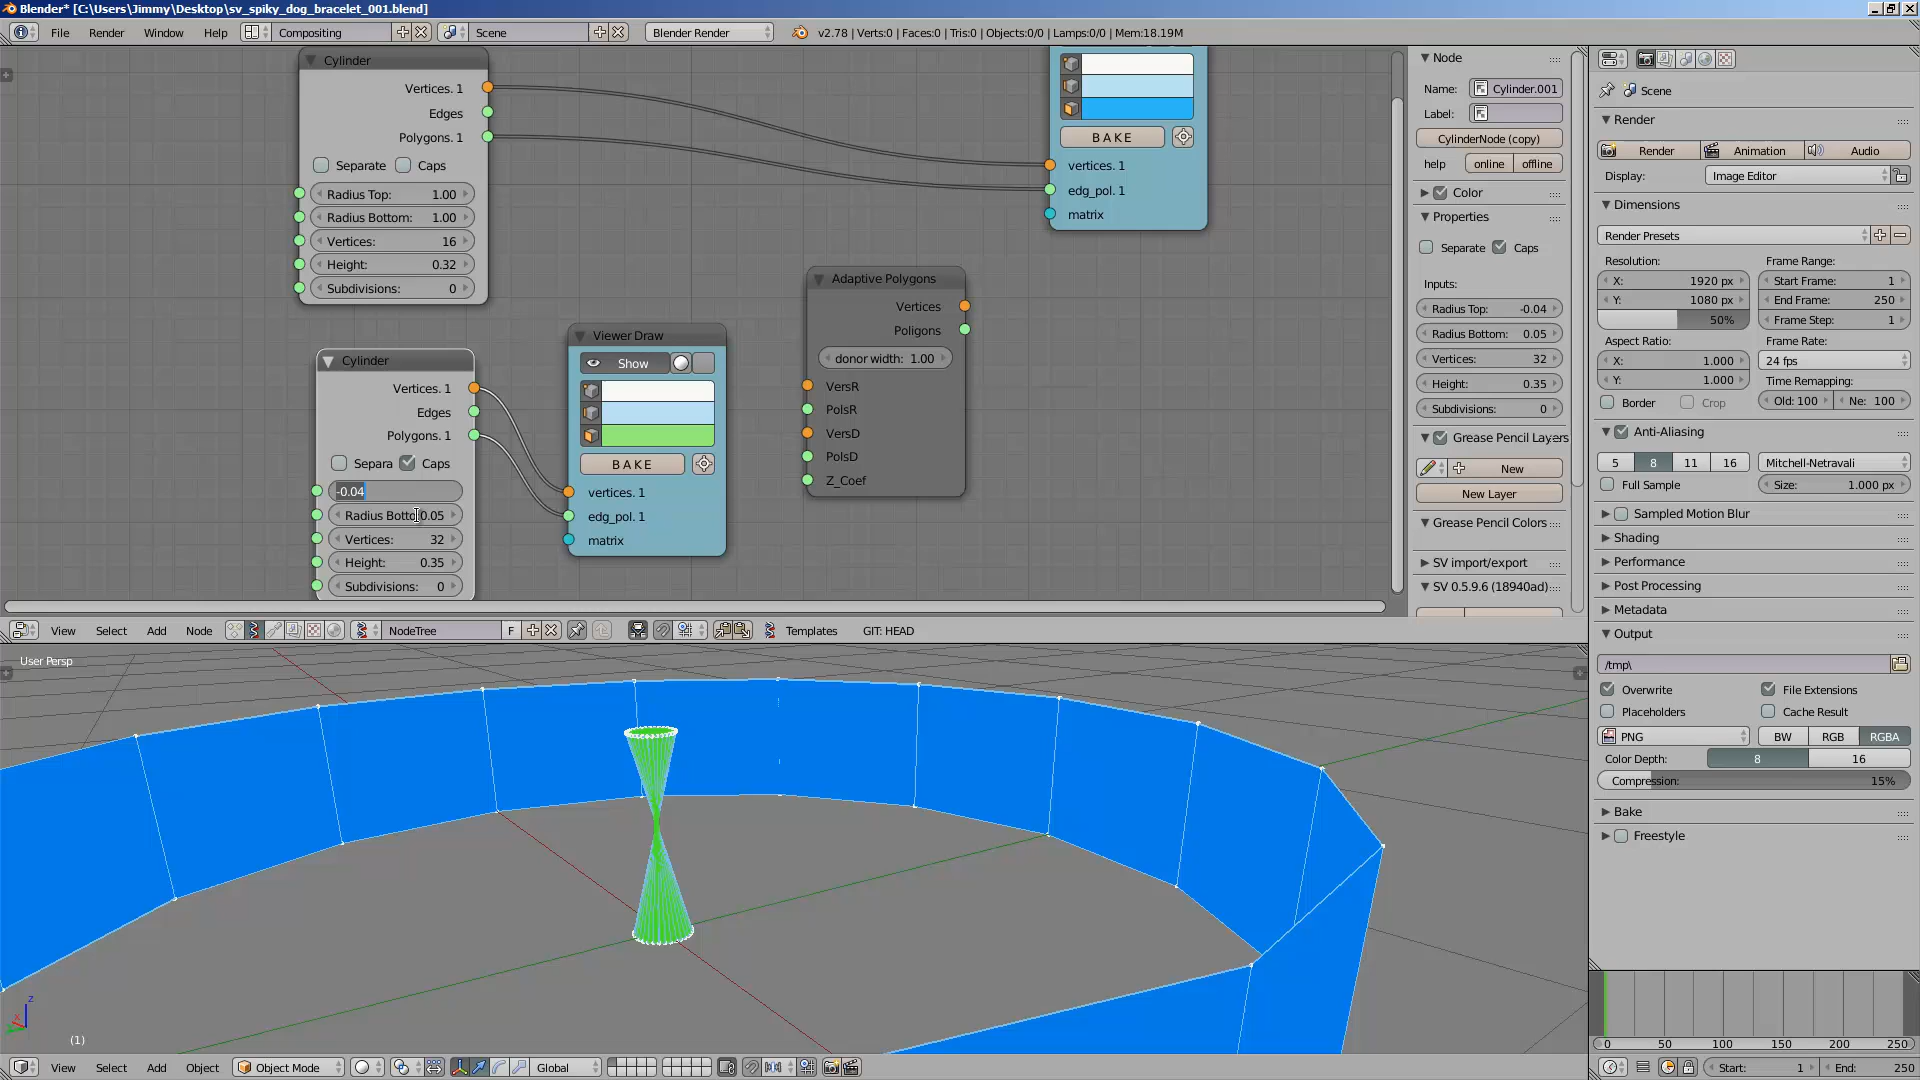 Blender* [C:\Users\Jimmy\Desktop\sv_spiky_dog_bracelet_001.blend]
File Render Window Help Compositing Scene Blender Render v2.78 | Verts:0 | Faces:0 | Tris:0 | Objects:0/0 | Lamps:0/0 | Mem:18.19M
Cylinder
Vertices. 1
Edges
Polygons. 1
Separate Caps
Radius Top: 1.00
Radius Bottom: 1.00
Vertices: 16
Height: 0.32
Subdivisions: 0
BAKE
vertices. 1
edg_pol. 1
matrix
Cylinder
Vertices. 1
Edges
Polygons. 1
Separa Caps
-0.04
Radius Botto 0.05
Vertices: 32
Height: 0.35
Subdivisions: 0
Viewer Draw
Show
BAKE
vertices. 1
edg_pol. 1
matrix
Adaptive Polygons
Vertices
Poligons
donor width: 1.00
VersR
PolsR
VersD
PolsD
Z_Coef
Node
Name: Cylinder.001
Label:
CylinderNode (copy)
help online offline
Color
Properties
Separate Caps
Inputs:
Radius Top: -0.04
Radius Bottom: 0.05
Vertices: 32
Height: 0.35
Subdivisions: 0
Grease Pencil Layers
New
New Layer
Grease Pencil Colors
SV import/export
SV 0.5.9.6 (18940ad)
Scene
Render
Render Animation Audio
Display: Image Editor
Dimensions
Render Presets
Resolution: Frame Range:
X: 1920 px Start Frame: 1
Y: 1080 px End Frame: 250
50% Frame Step: 1
Aspect Ratio: Frame Rate:
X: 1.000 24 fps
Y: 1.000 Time Remapping:
Border Crop Old: 100 Ne: 100
Anti-Aliasing
5 8 11 16 Mitchell-Netravali
Full Sample Size: 1.000 px
Sampled Motion Blur
Shading
Performance
Post Processing
Metadata
Output
/tmp\
Overwrite File Extensions
Placeholders Cache Result
PNG BW RGB RGBA
Color Depth: 8 16
Compression: 15%
Bake
Freestyle
View Select Add Node NodeTree F Templates GIT: HEAD
User Persp
z
x
(1)
View Select Add Object Object Mode Global
0 50 100 150 200 250
Start: 1 End: 250